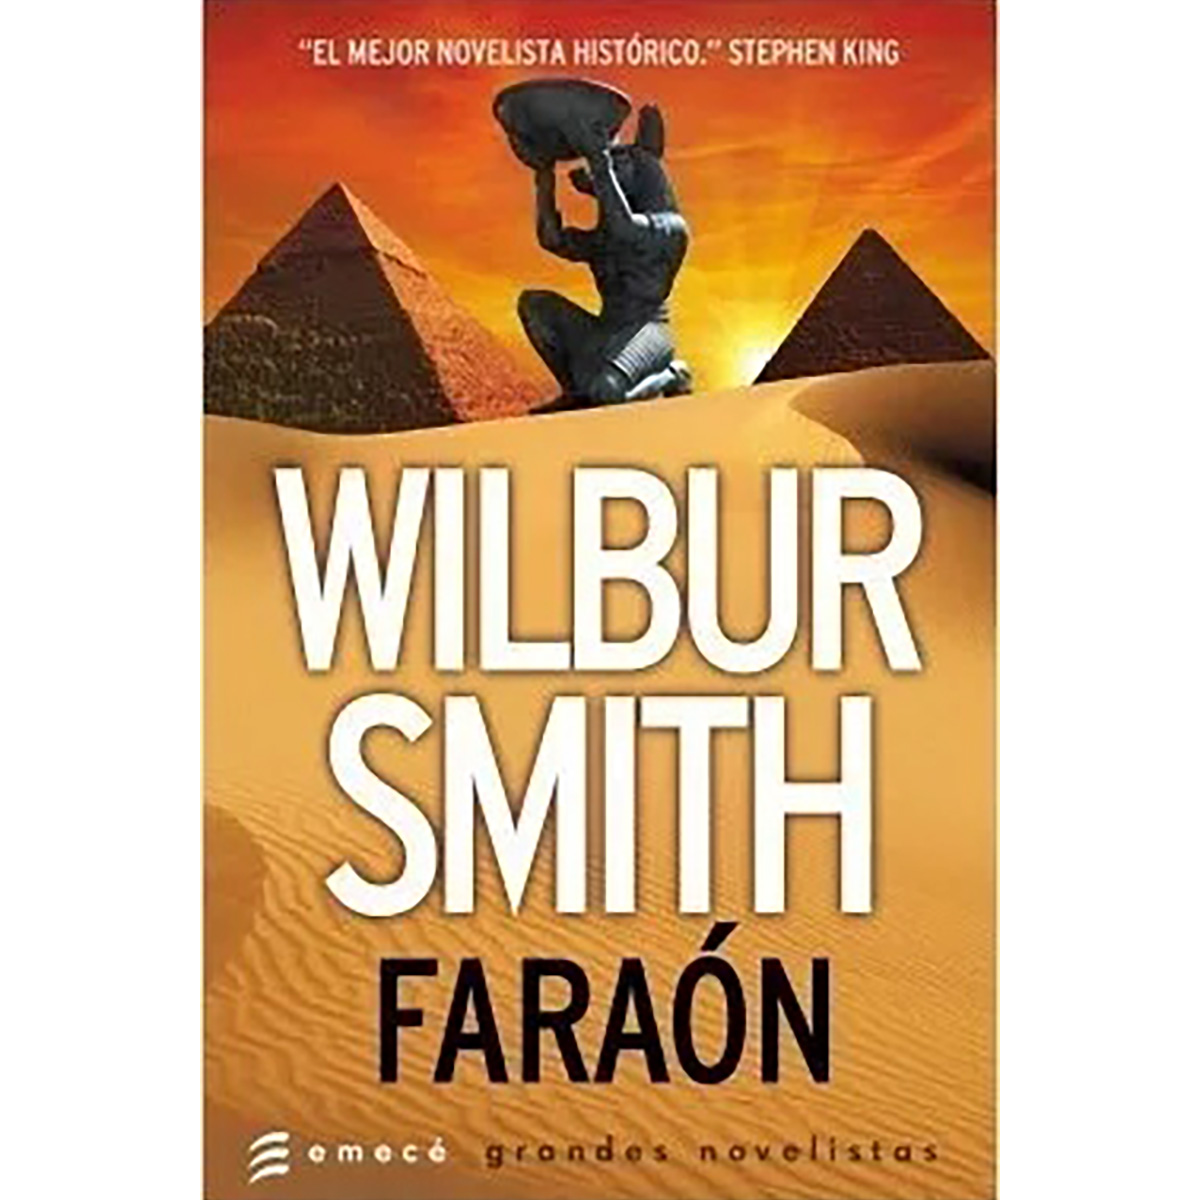 "EL MEJOR NOVELISTA HISTÓRICO." STEPHEN KING
WILBUR
SMITH
FARAÓN
emecé grandes novelistas